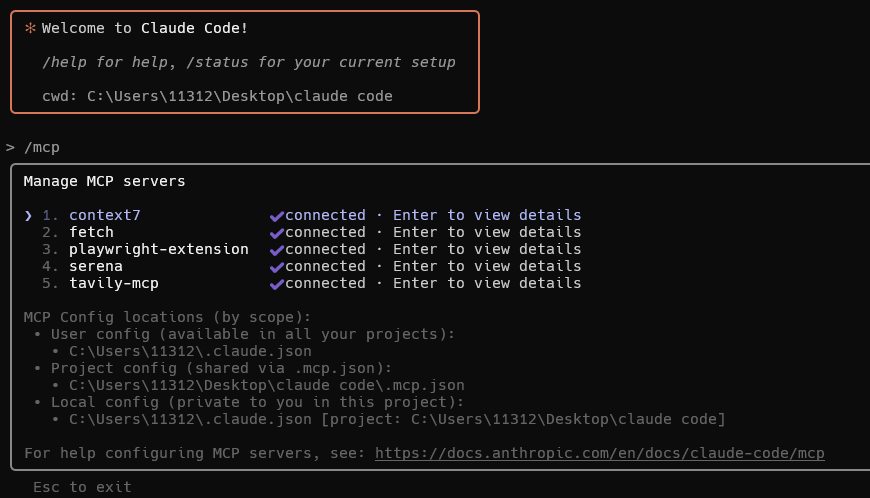 ✻ Welcome to Claude Code!
/help for help, /status for your current setup
cwd: C:\Users\11312\Desktop\claude code
> /mcp
Manage MCP servers
❯ 1. context7 ✔connected · Enter to view details
2. fetch ✔connected · Enter to view details
3. playwright-extension ✔connected · Enter to view details
4. serena ✔connected · Enter to view details
5. tavily-mcp ✔connected · Enter to view details
MCP Config locations (by scope):
• User config (available in all your projects):
• C:\Users\11312\.claude.json
• Project config (shared via .mcp.json):
• C:\Users\11312\Desktop\claude code\.mcp.json
• Local config (private to you in this project):
• C:\Users\11312\.claude.json [project: C:\Users\11312\Desktop\claude code]
For help configuring MCP servers, see: https://docs.anthropic.com/en/docs/claude-code/mcp
Esc to exit